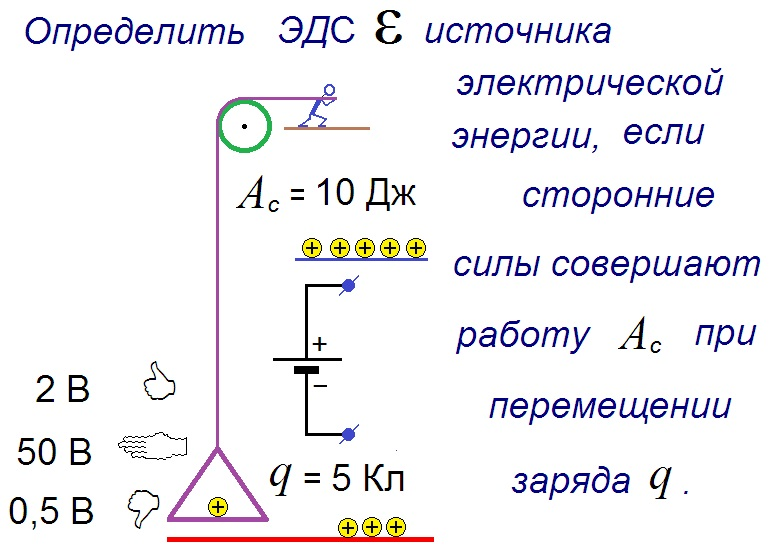 Определить ЭДС ε источника
электрической
энергии, если
Aс = 10 Дж
сторонние
+ + + + +
силы совершают
работу Aс при
+
−
2 В
перемещении
50 В
q = 5 Кл
заряда q .
0,5 В
+
+ + +